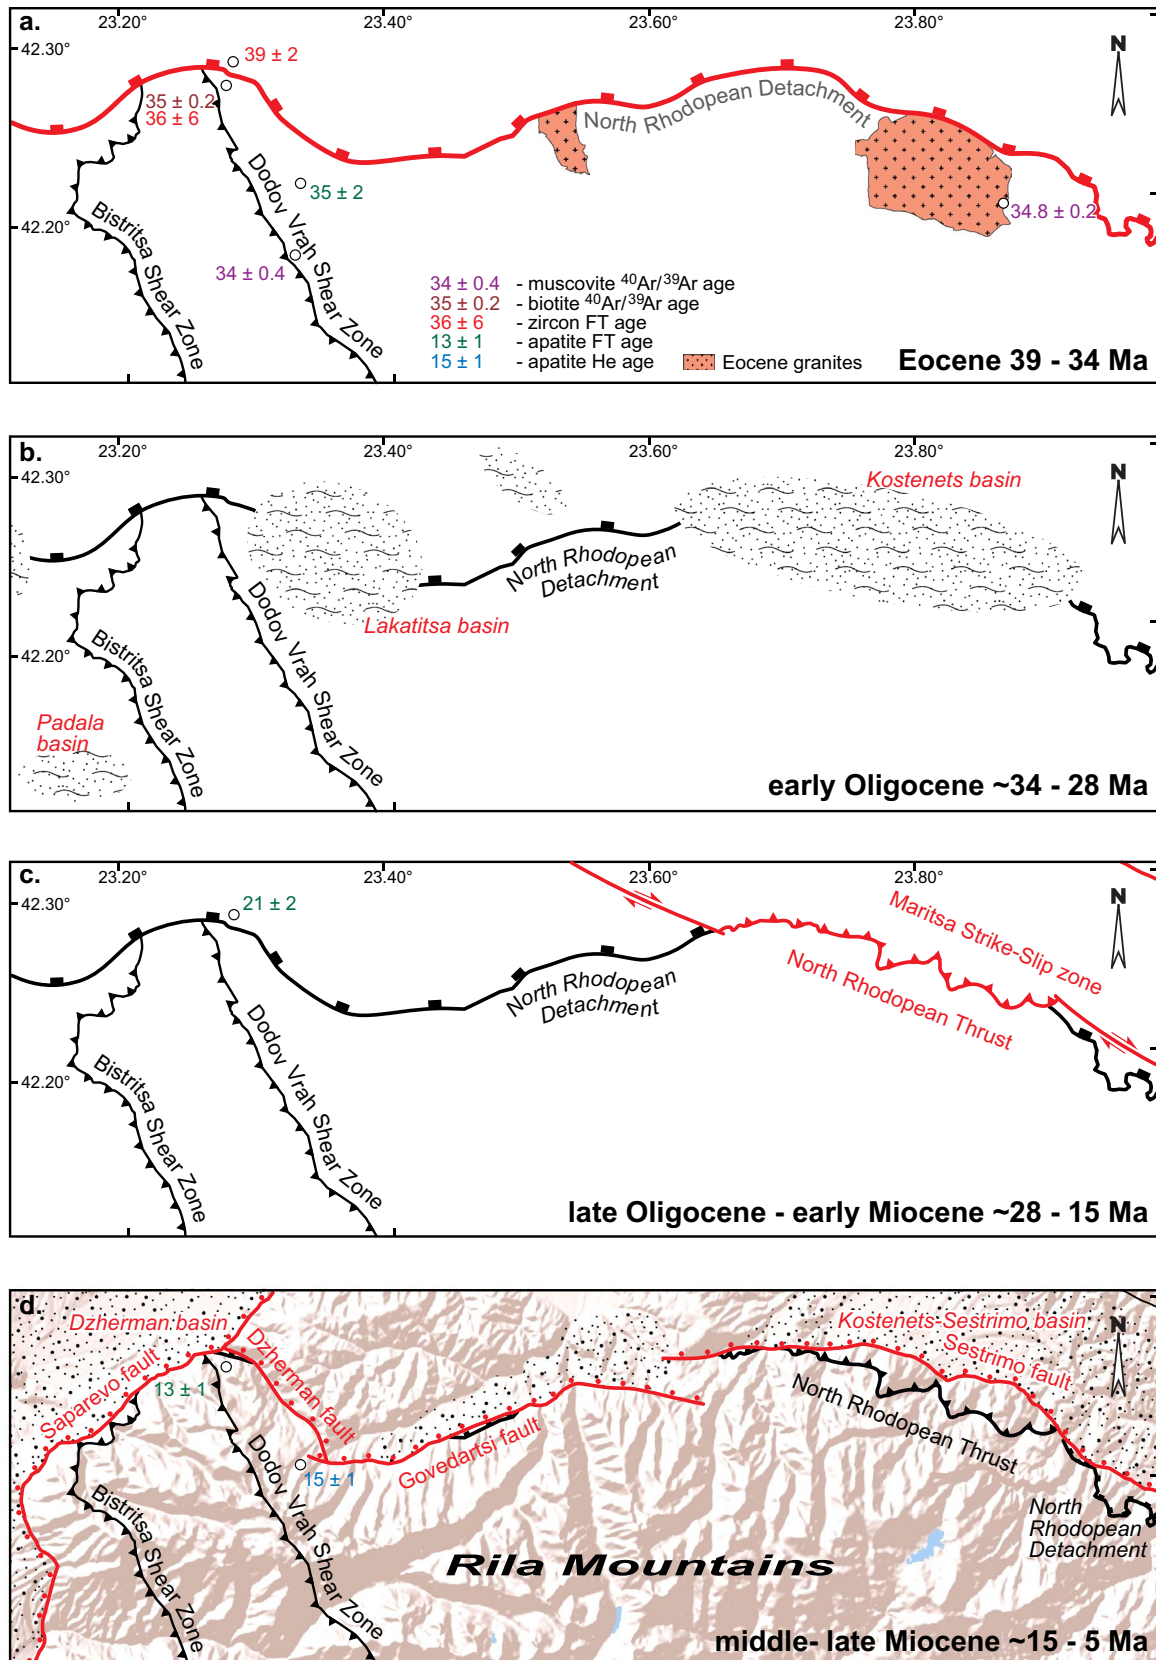 a.
23.20°
23.40°
23.60°
23.80°
42.30°
42.20°
N
39 ± 2
35 ± 0.2
36 ± 6
35 ± 2
34 ± 0.4
34.8 ± 0.2
North Rhodopean Detachment
Bistritsa Shear Zone
Dodov Vrah Shear Zone
34 ± 0.4 - muscovite ⁴⁰Ar/³⁹Ar age
35 ± 0.2 - biotite ⁴⁰Ar/³⁹Ar age
36 ± 6 - zircon FT age
13 ± 1 - apatite FT age
15 ± 1 - apatite He age
Eocene granites
Eocene 39 - 34 Ma
b.
23.20°
23.40°
23.60°
23.80°
42.30°
42.20°
N
Kostenets basin
North Rhodopean
Detachment
Lakatitsa basin
Padala
basin
Bistritsa Shear Zone
Dodov Vrah Shear Zone
early Oligocene ~34 - 28 Ma
c.
23.20°
23.40°
23.60°
23.80°
42.30°
42.20°
N
21 ± 2
Maritsa Strike-Slip zone
North Rhodopean Thrust
North Rhodopean
Detachment
Bistritsa Shear Zone
Dodov Vrah Shear Zone
late Oligocene - early Miocene ~28 - 15 Ma
d.
N
Dzherman basin
Kostenets-Sestrimo basin
Sestrimo fault
Saparevo fault
Dzherman fault
13 ± 1
15 ± 1
Govedartsi fault
North Rhodopean Thrust
North
Rhodopean
Detachment
Bistritsa Shear Zone
Dodov Vrah Shear Zone
Rila Mountains
middle- late Miocene ~15 - 5 Ma